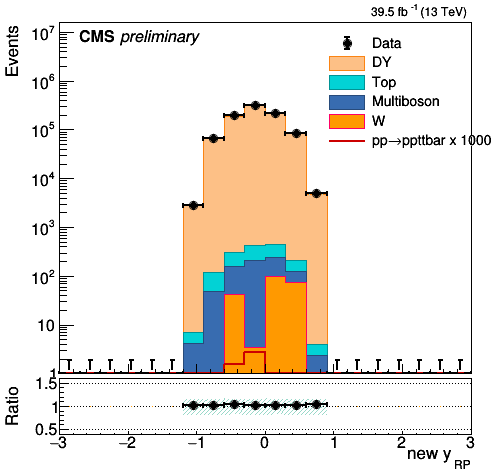 39.5 fb⁻¹ (13 TeV)
CMS preliminary
Events
10⁷
10⁶
10⁵
10⁴
10³
10²
10
1
Data
DY
Top
Multiboson
W
pp→ppttbar x 1000
Ratio
1.5
1
0.5
−3 −2 −1 0 1 2 3
new y_RP